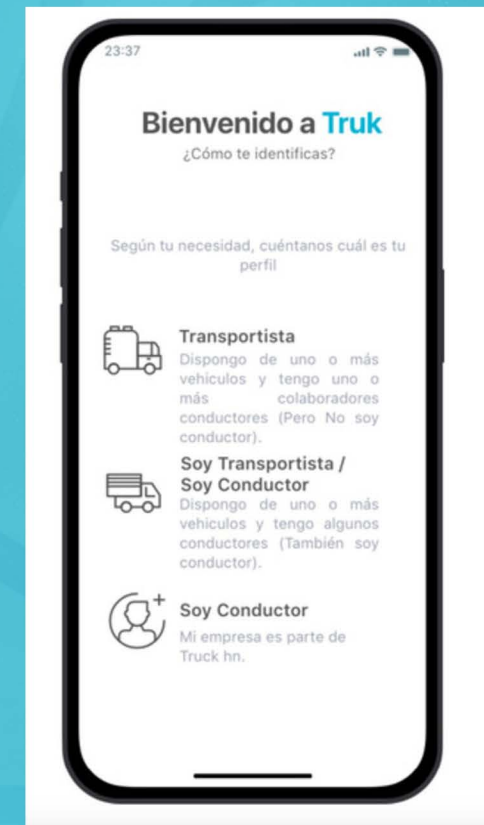 23:37
Bienvenido a Truk
¿Cómo te identificas?
Según tu necesidad, cuéntanos cuál es tu
perfil
Transportista
Dispongo de uno o más
vehiculos y tengo uno o
más colaboradores
conductores (Pero No soy
conductor).
Soy Transportista /
Soy Conductor
Dispongo de uno o más
vehiculos y tengo algunos
conductores (También soy
conductor).
Soy Conductor
Mi empresa es parte de
Truck hn.